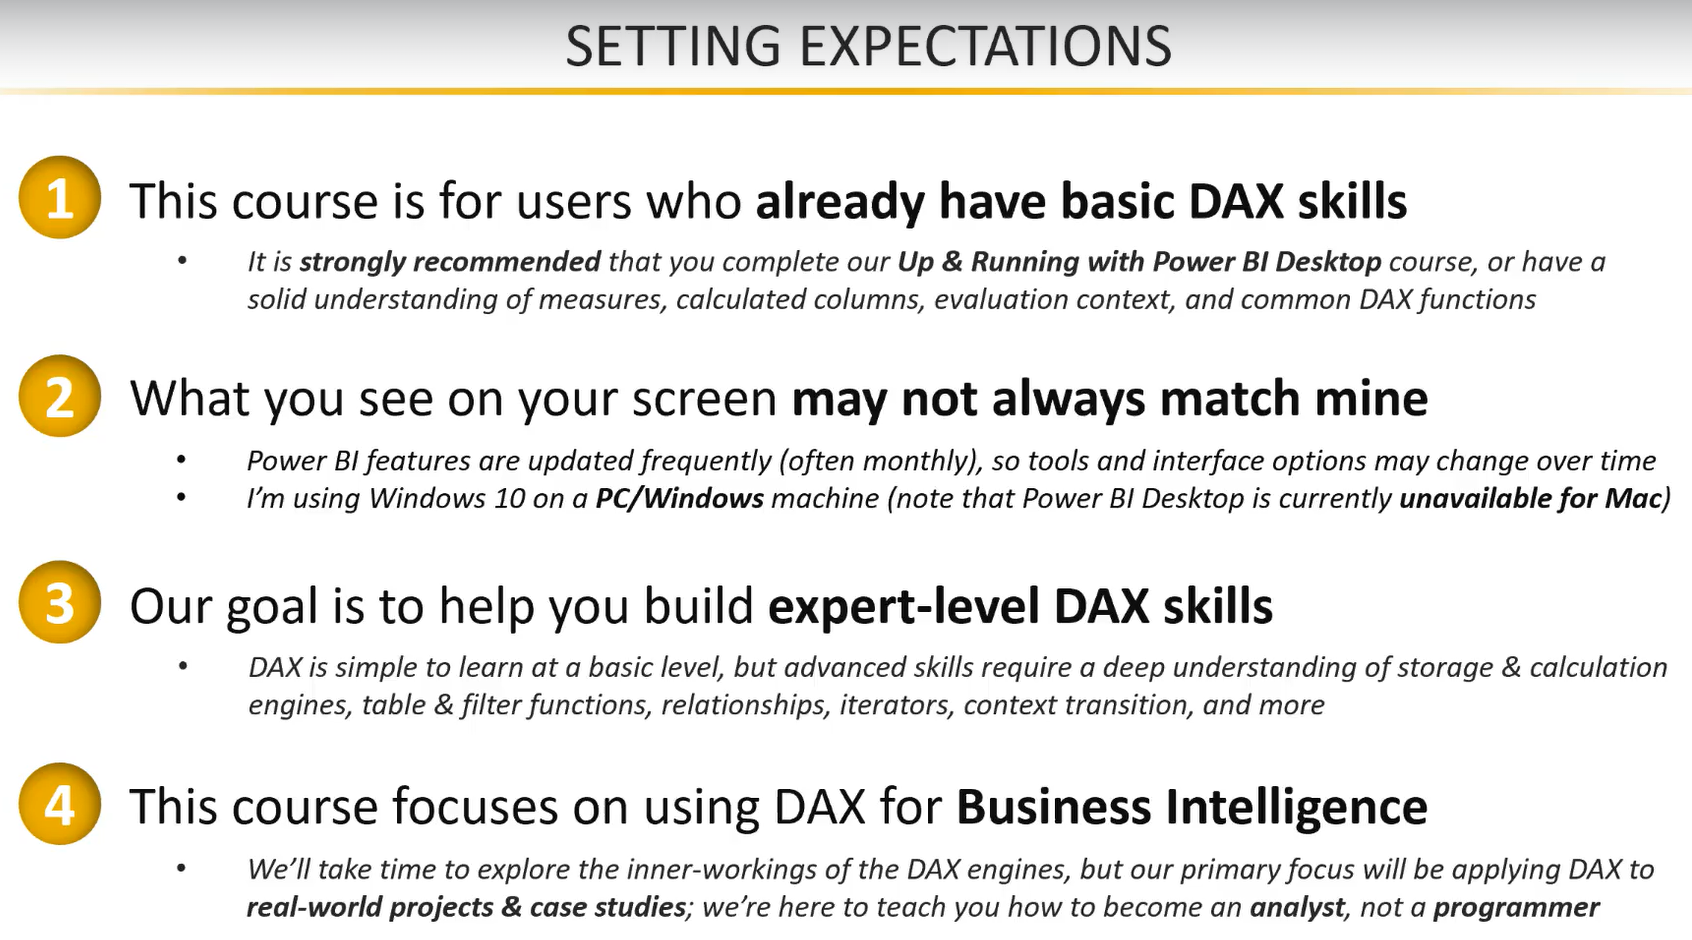 SETTING EXPECTATIONS
1 This course is for users who already have basic DAX skills
• It is strongly recommended that you complete our Up & Running with Power BI Desktop course, or have a
solid understanding of measures, calculated columns, evaluation context, and common DAX functions
2 What you see on your screen may not always match mine
• Power BI features are updated frequently (often monthly), so tools and interface options may change over time
• I’m using Windows 10 on a PC/Windows machine (note that Power BI Desktop is currently unavailable for Mac)
3 Our goal is to help you build expert-level DAX skills
• DAX is simple to learn at a basic level, but advanced skills require a deep understanding of storage & calculation
engines, table & filter functions, relationships, iterators, context transition, and more
4 This course focuses on using DAX for Business Intelligence
• We’ll take time to explore the inner-workings of the DAX engines, but our primary focus will be applying DAX to
real-world projects & case studies; we’re here to teach you how to become an analyst, not a programmer